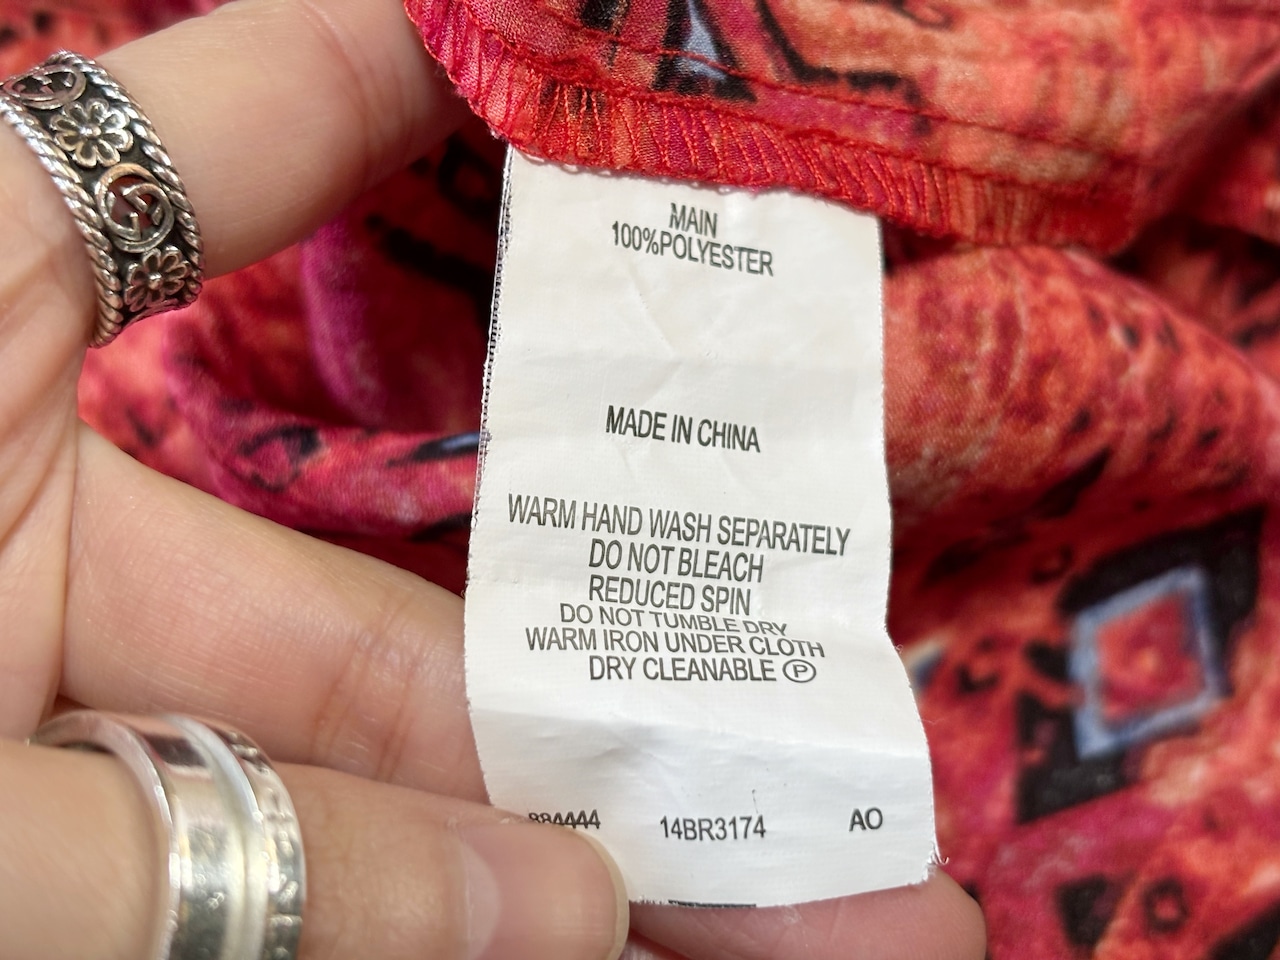 MAIN
100%POLYESTER
MADE IN CHINA
WARM HAND WASH SEPARATELY
DO NOT BLEACH
REDUCED SPIN
DO NOT TUMBLE DRY
WARM IRON UNDER CLOTH
DRY CLEANABLE Ⓟ
14BR3174 AO